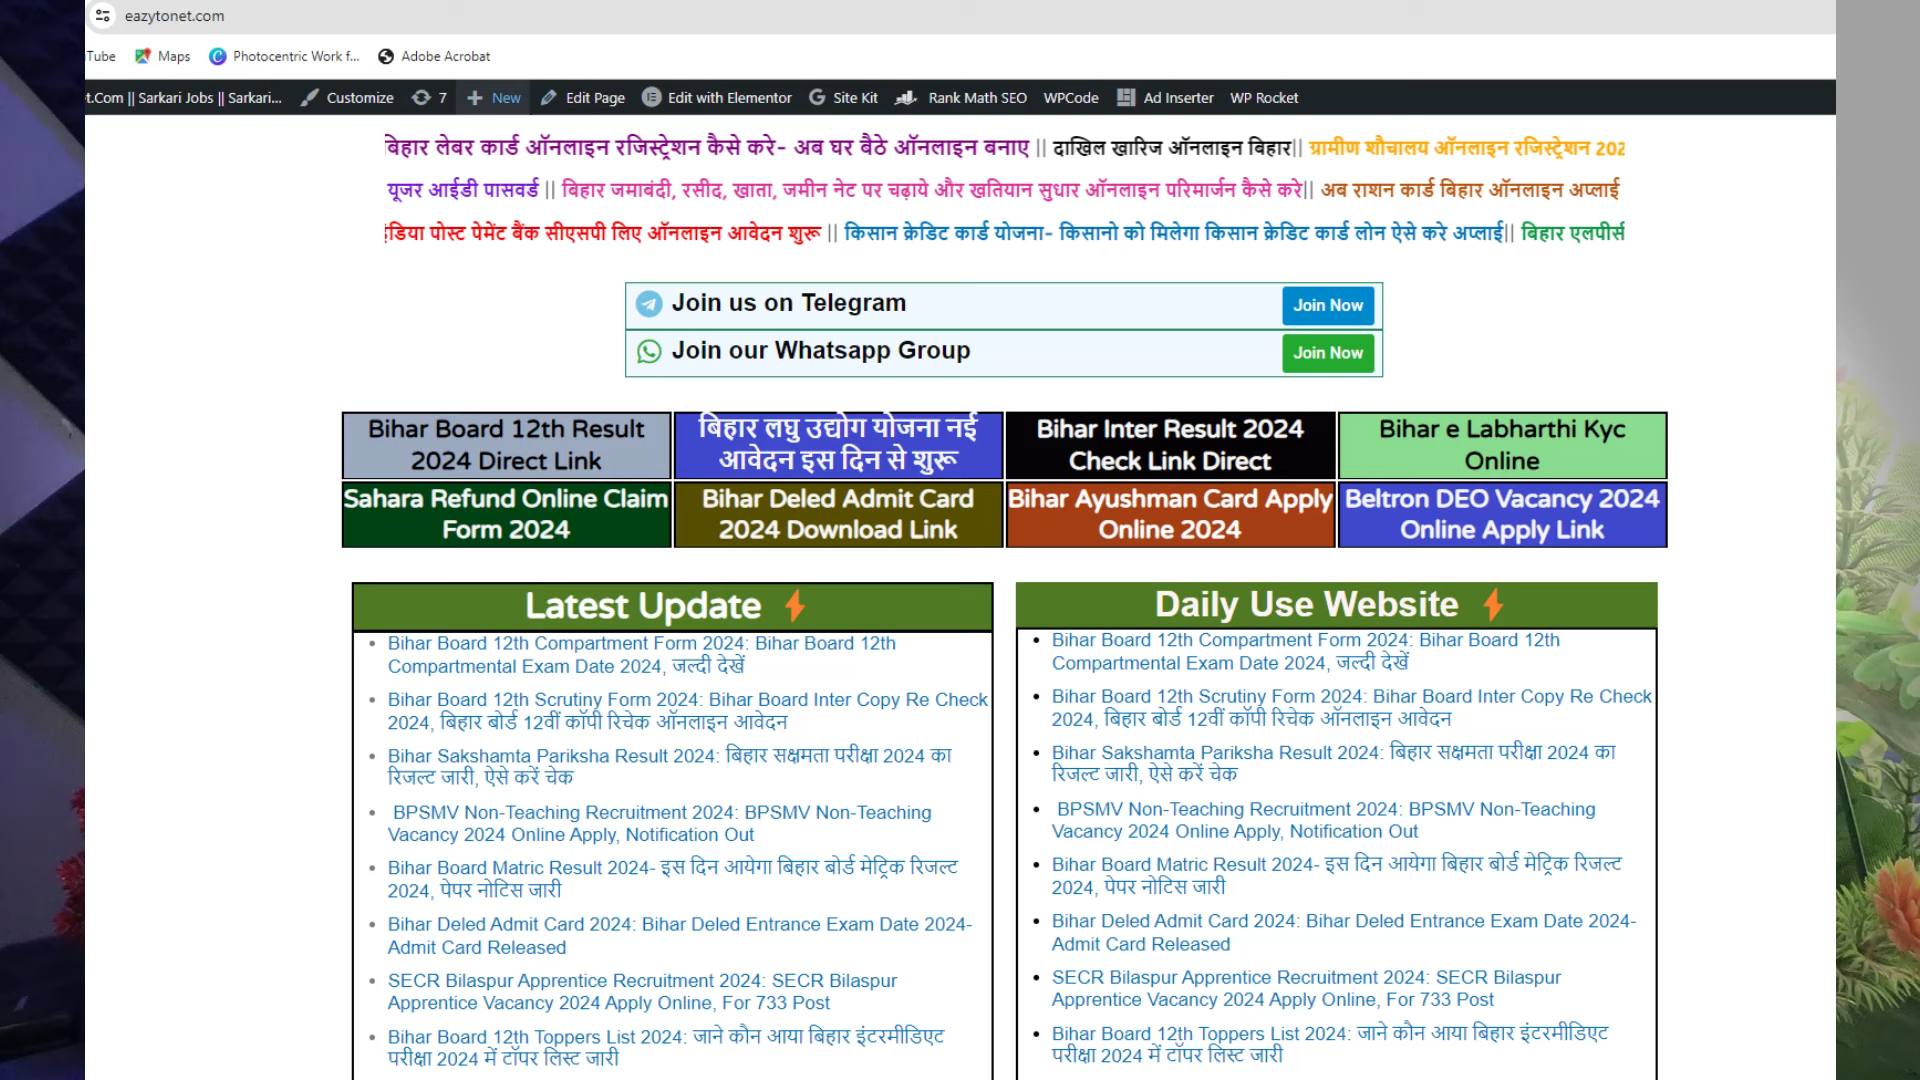 eazytonet.com
Tube Maps Photocentric Work f... Adobe Acrobat
t.Com || Sarkari Jobs || Sarkari... Customize 7 New Edit Page Edit with Elementor Site Kit Rank Math SEO WPCode Ad Inserter WP Rocket
बिहार लेबर कार्ड ऑनलाइन रजिस्ट्रेशन कैसे करे- अब घर बैठे ऑनलाइन बनाए || दाखिल खारिज ऑनलाइन बिहार|| ग्रामीण शौचालय ऑनलाइन रजिस्ट्रेशन 202
यूजर आईडी पासवर्ड || बिहार जमाबंदी, रसीद, खाता, जमीन नेट पर चढ़ाये और खतियान सुधार ऑनलाइन परिमार्जन कैसे करे|| अब राशन कार्ड बिहार ऑनलाइन अप्लाई
इंडिया पोस्ट पेमेंट बैंक सीएसपी लिए ऑनलाइन आवेदन शुरू || किसान क्रेडिट कार्ड योजना- किसानो को मिलेगा किसान क्रेडिट कार्ड लोन ऐसे करे अप्लाई|| बिहार एलपीसी
Join us on Telegram Join Now
Join our Whatsapp Group Join Now
Bihar Board 12th Result
2024 Direct Link
बिहार लघु उद्योग योजना नई
आवेदन इस दिन से शुरू
Bihar Inter Result 2024
Check Link Direct
Bihar e Labharthi Kyc
Online
Sahara Refund Online Claim
Form 2024
Bihar Deled Admit Card
2024 Download Link
Bihar Ayushman Card Apply
Online 2024
Beltron DEO Vacancy 2024
Online Apply Link
Latest Update
Bihar Board 12th Compartment Form 2024: Bihar Board 12th
Compartmental Exam Date 2024, जल्दी देखें
Bihar Board 12th Scrutiny Form 2024: Bihar Board Inter Copy Re Check
2024, बिहार बोर्ड 12वीं कॉपी रिचेक ऑनलाइन आवेदन
Bihar Sakshamta Pariksha Result 2024: बिहार सक्षमता परीक्षा 2024 का
रिजल्ट जारी, ऐसे करें चेक
BPSMV Non-Teaching Recruitment 2024: BPSMV Non-Teaching
Vacancy 2024 Online Apply, Notification Out
Bihar Board Matric Result 2024- इस दिन आयेगा बिहार बोर्ड मेट्रिक रिजल्ट
2024, पेपर नोटिस जारी
Bihar Deled Admit Card 2024: Bihar Deled Entrance Exam Date 2024-
Admit Card Released
SECR Bilaspur Apprentice Recruitment 2024: SECR Bilaspur
Apprentice Vacancy 2024 Apply Online, For 733 Post
Bihar Board 12th Toppers List 2024: जाने कौन आया बिहार इंटरमीडिएट
परीक्षा 2024 में टॉपर लिस्ट जारी
Daily Use Website
Bihar Board 12th Compartment Form 2024: Bihar Board 12th
Compartmental Exam Date 2024, जल्दी देखें
Bihar Board 12th Scrutiny Form 2024: Bihar Board Inter Copy Re Check
2024, बिहार बोर्ड 12वीं कॉपी रिचेक ऑनलाइन आवेदन
Bihar Sakshamta Pariksha Result 2024: बिहार सक्षमता परीक्षा 2024 का
रिजल्ट जारी, ऐसे करें चेक
BPSMV Non-Teaching Recruitment 2024: BPSMV Non-Teaching
Vacancy 2024 Online Apply, Notification Out
Bihar Board Matric Result 2024- इस दिन आयेगा बिहार बोर्ड मेट्रिक रिजल्ट
2024, पेपर नोटिस जारी
Bihar Deled Admit Card 2024: Bihar Deled Entrance Exam Date 2024-
Admit Card Released
SECR Bilaspur Apprentice Recruitment 2024: SECR Bilaspur
Apprentice Vacancy 2024 Apply Online, For 733 Post
Bihar Board 12th Toppers List 2024: जाने कौन आया बिहार इंटरमीडिएट
परीक्षा 2024 में टॉपर लिस्ट जारी